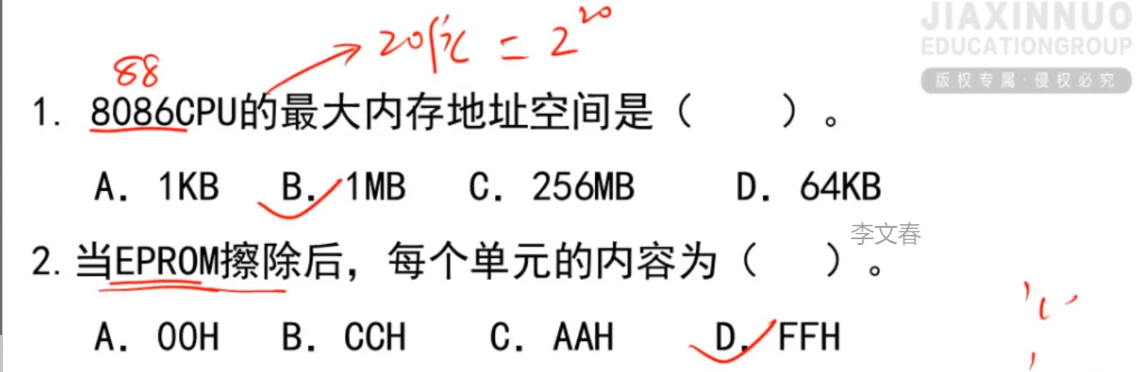 JIAXINNUO
EDUCATIONGROUP
版权专属·侵权必究
20位 = 2²⁰
88
1. 8086CPU的最大内存地址空间是（  ）。
A. 1KB B. 1MB C. 256MB D. 64KB
李文春
2. 当EPROM擦除后，每个单元的内容为（  ）。
A. 00H B. CCH C. AAH D. FFH